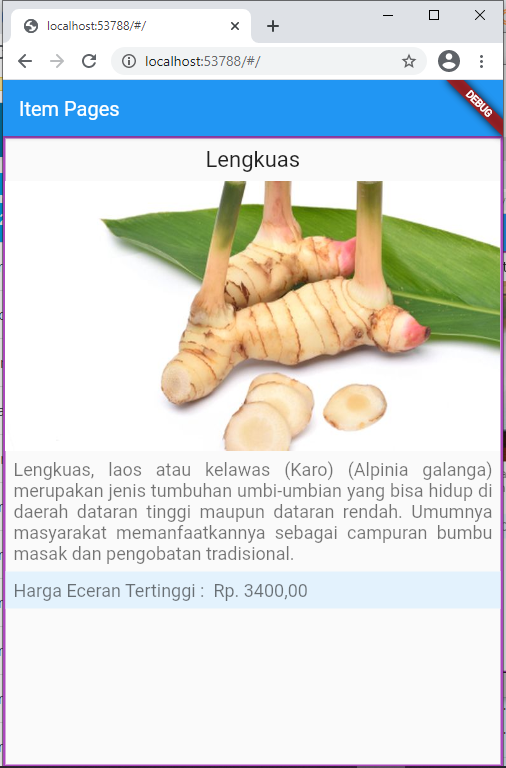 localhost:53788/#/
localhost:53788/#/
Item Pages
DEBUG
Lengkuas
Lengkuas, laos atau kelawas (Karo) (Alpinia galanga)
merupakan jenis tumbuhan umbi-umbian yang bisa hidup di
daerah dataran tinggi maupun dataran rendah. Umumnya
masyarakat memanfaatkannya sebagai campuran bumbu
masak dan pengobatan tradisional.
Harga Eceran Tertinggi : Rp. 3400,00